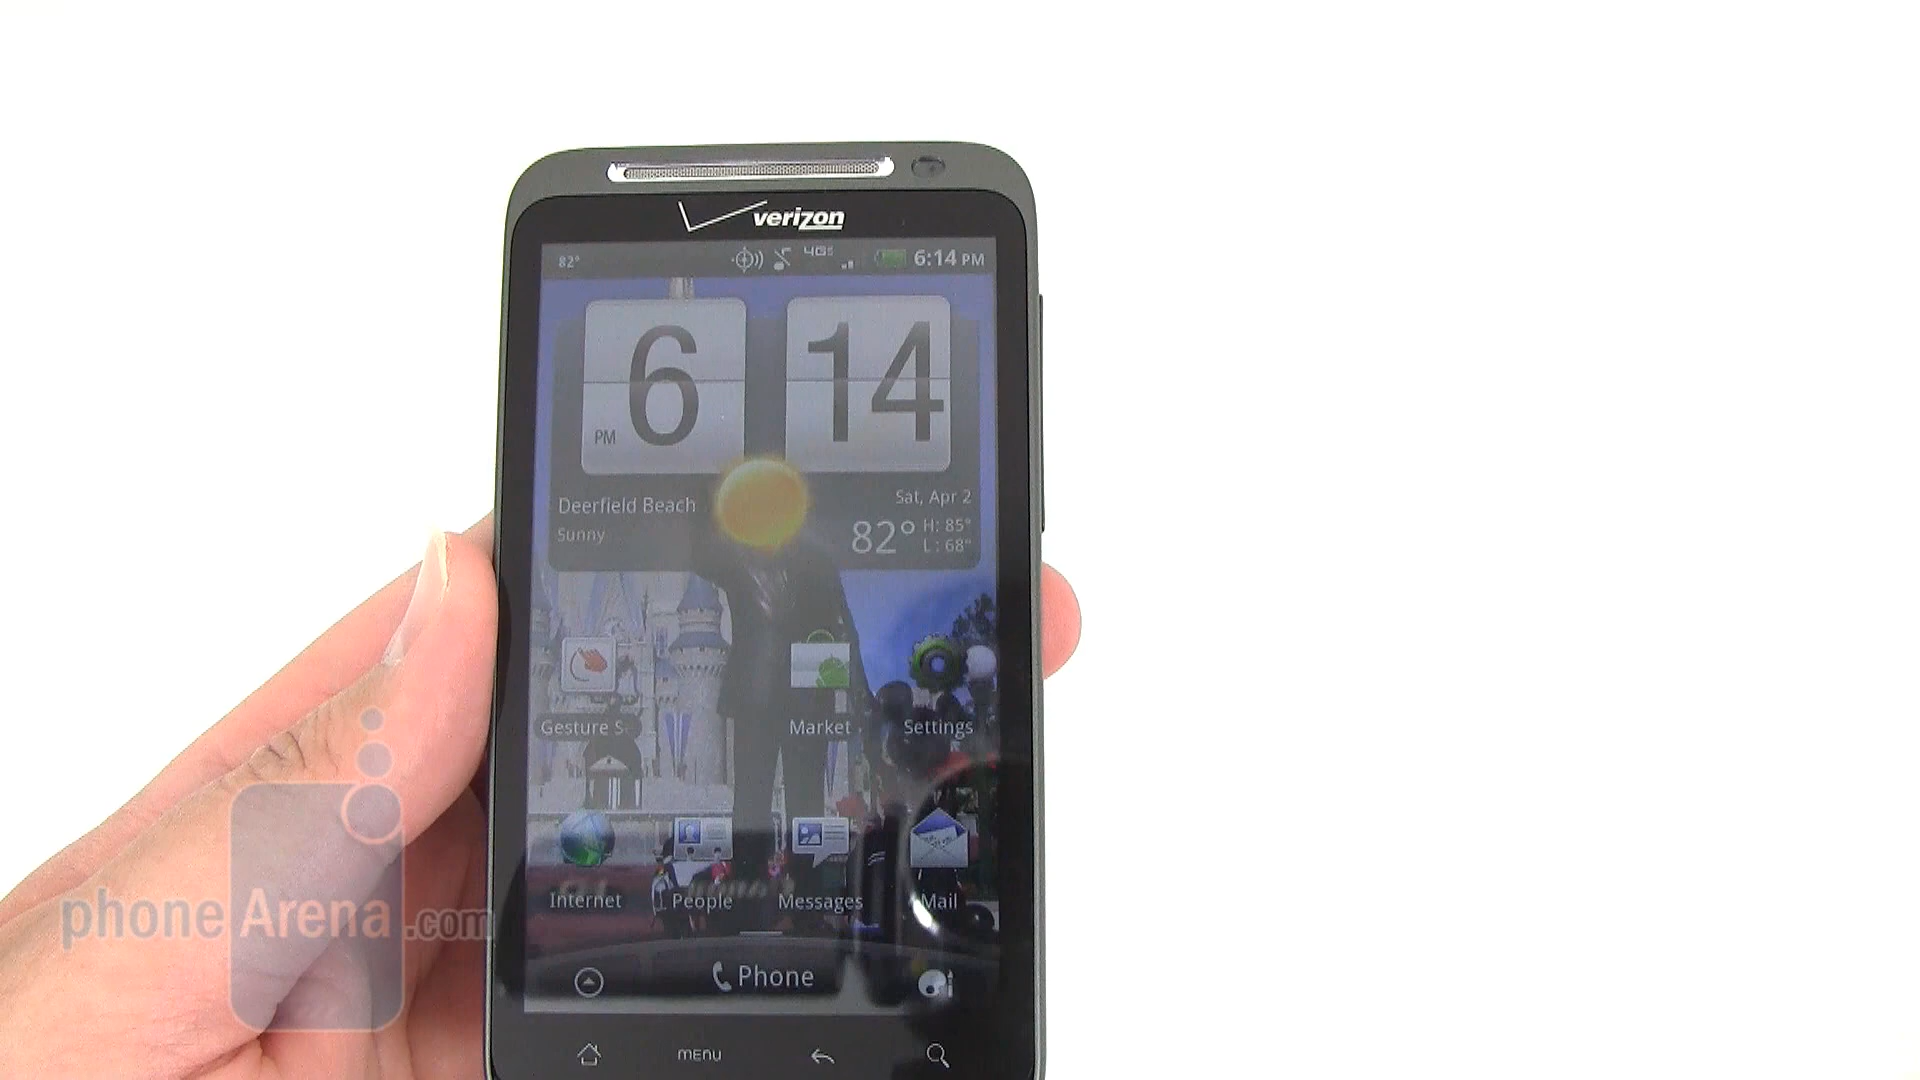 verizon
82°
4G
6:14 PM
6
14
PM
Deerfield Beach
Sat, Apr 2
Sunny
82°
H: 85°
L: 68°
Gesture S
Market
Settings
Internet
People
Messages
Mail
Phone
MENU
phoneArena.com